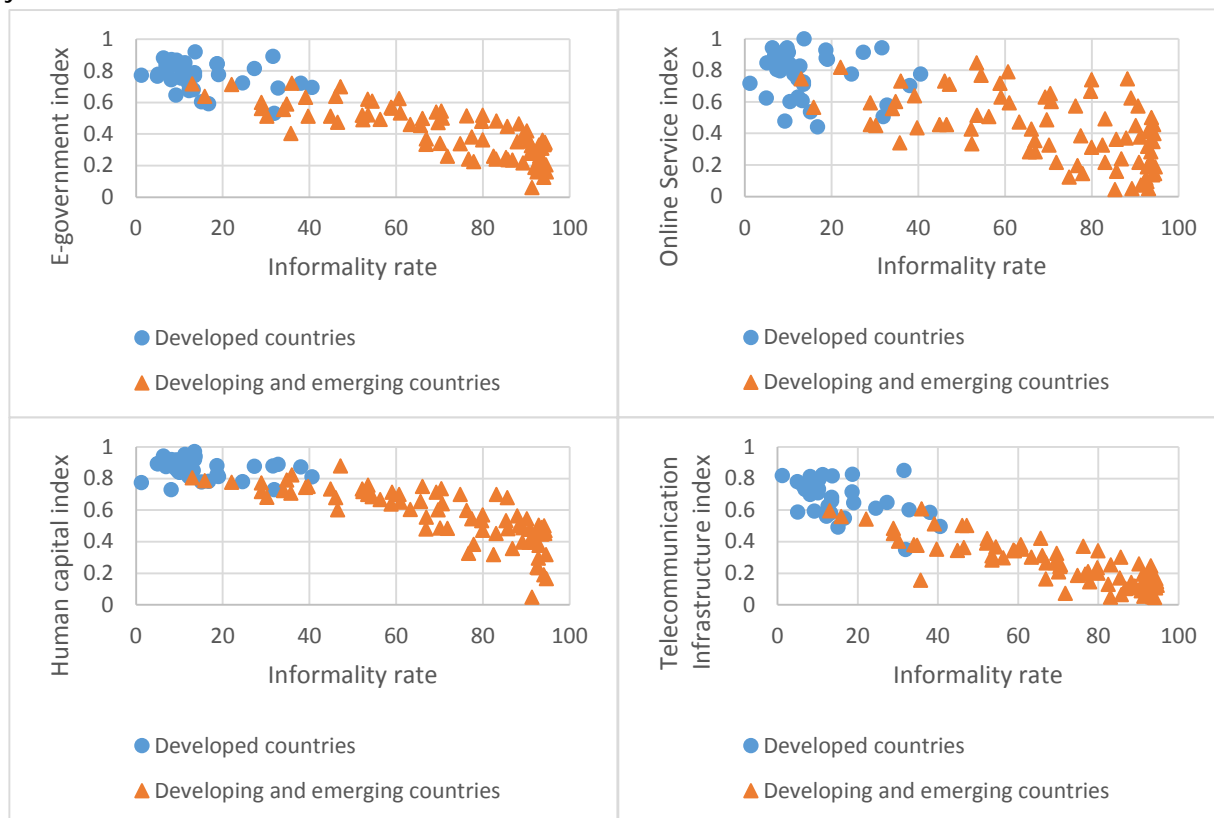 E-government index
1
0.8
0.6
0.4
0.2
0
0 20 40 60 80 100
Informality rate
Developed countries
Developing and emerging countries
Online Service index
1
0.8
0.6
0.4
0.2
0
0 20 40 60 80 100
Informality rate
Developed countries
Developing and emerging countries
Human capital index
1
0.8
0.6
0.4
0.2
0
0 20 40 60 80 100
Informality rate
Developed countries
Developing and emerging countries
Telecommunication
Infrastructure index
1
0.8
0.6
0.4
0.2
0
0 20 40 60 80 100
Informality rate
Developed countries
Developing and emerging countries